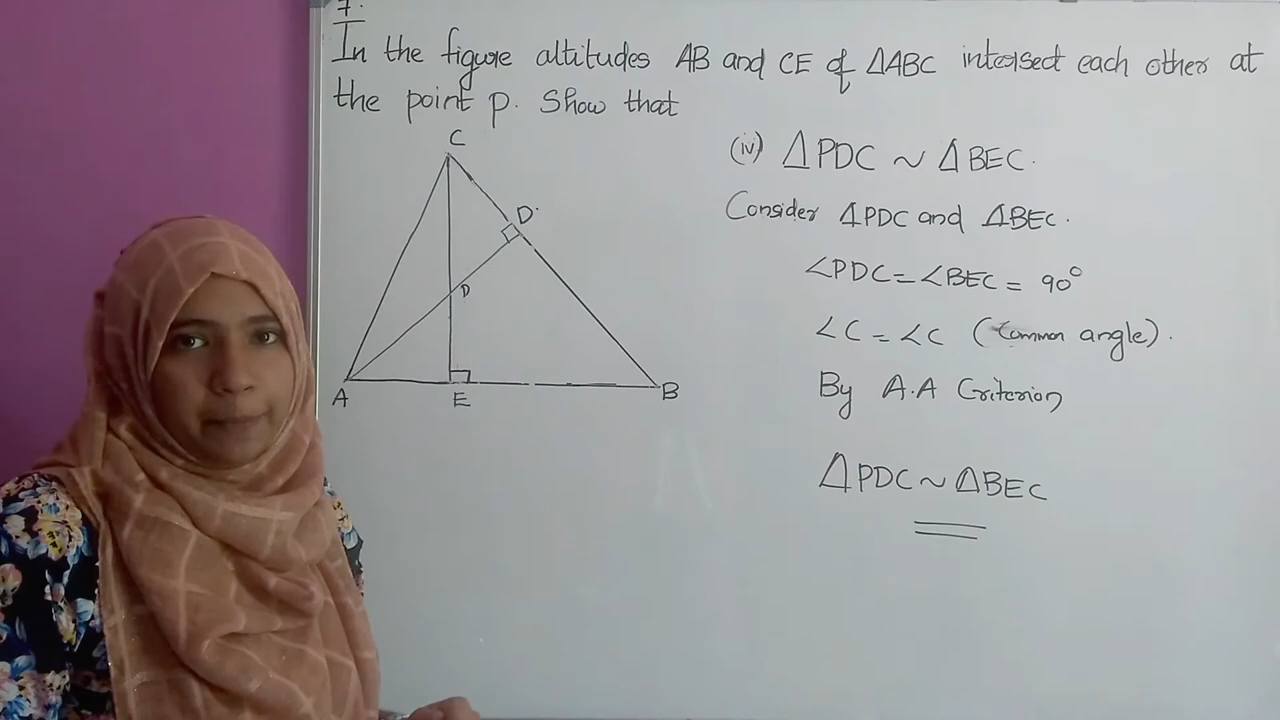 7.
In the figure altitudes AB and CE of ΔABC intersect each other at
the point p. Show that
C
(iv) ΔPDC ~ ΔBEC.
Consider ΔPDC and ΔBEC.
D
∠PDC = ∠BEC = 90°
P
∠C = ∠C (Common angle).
By A.A Criterion
A E B
ΔPDC ~ ΔBEC